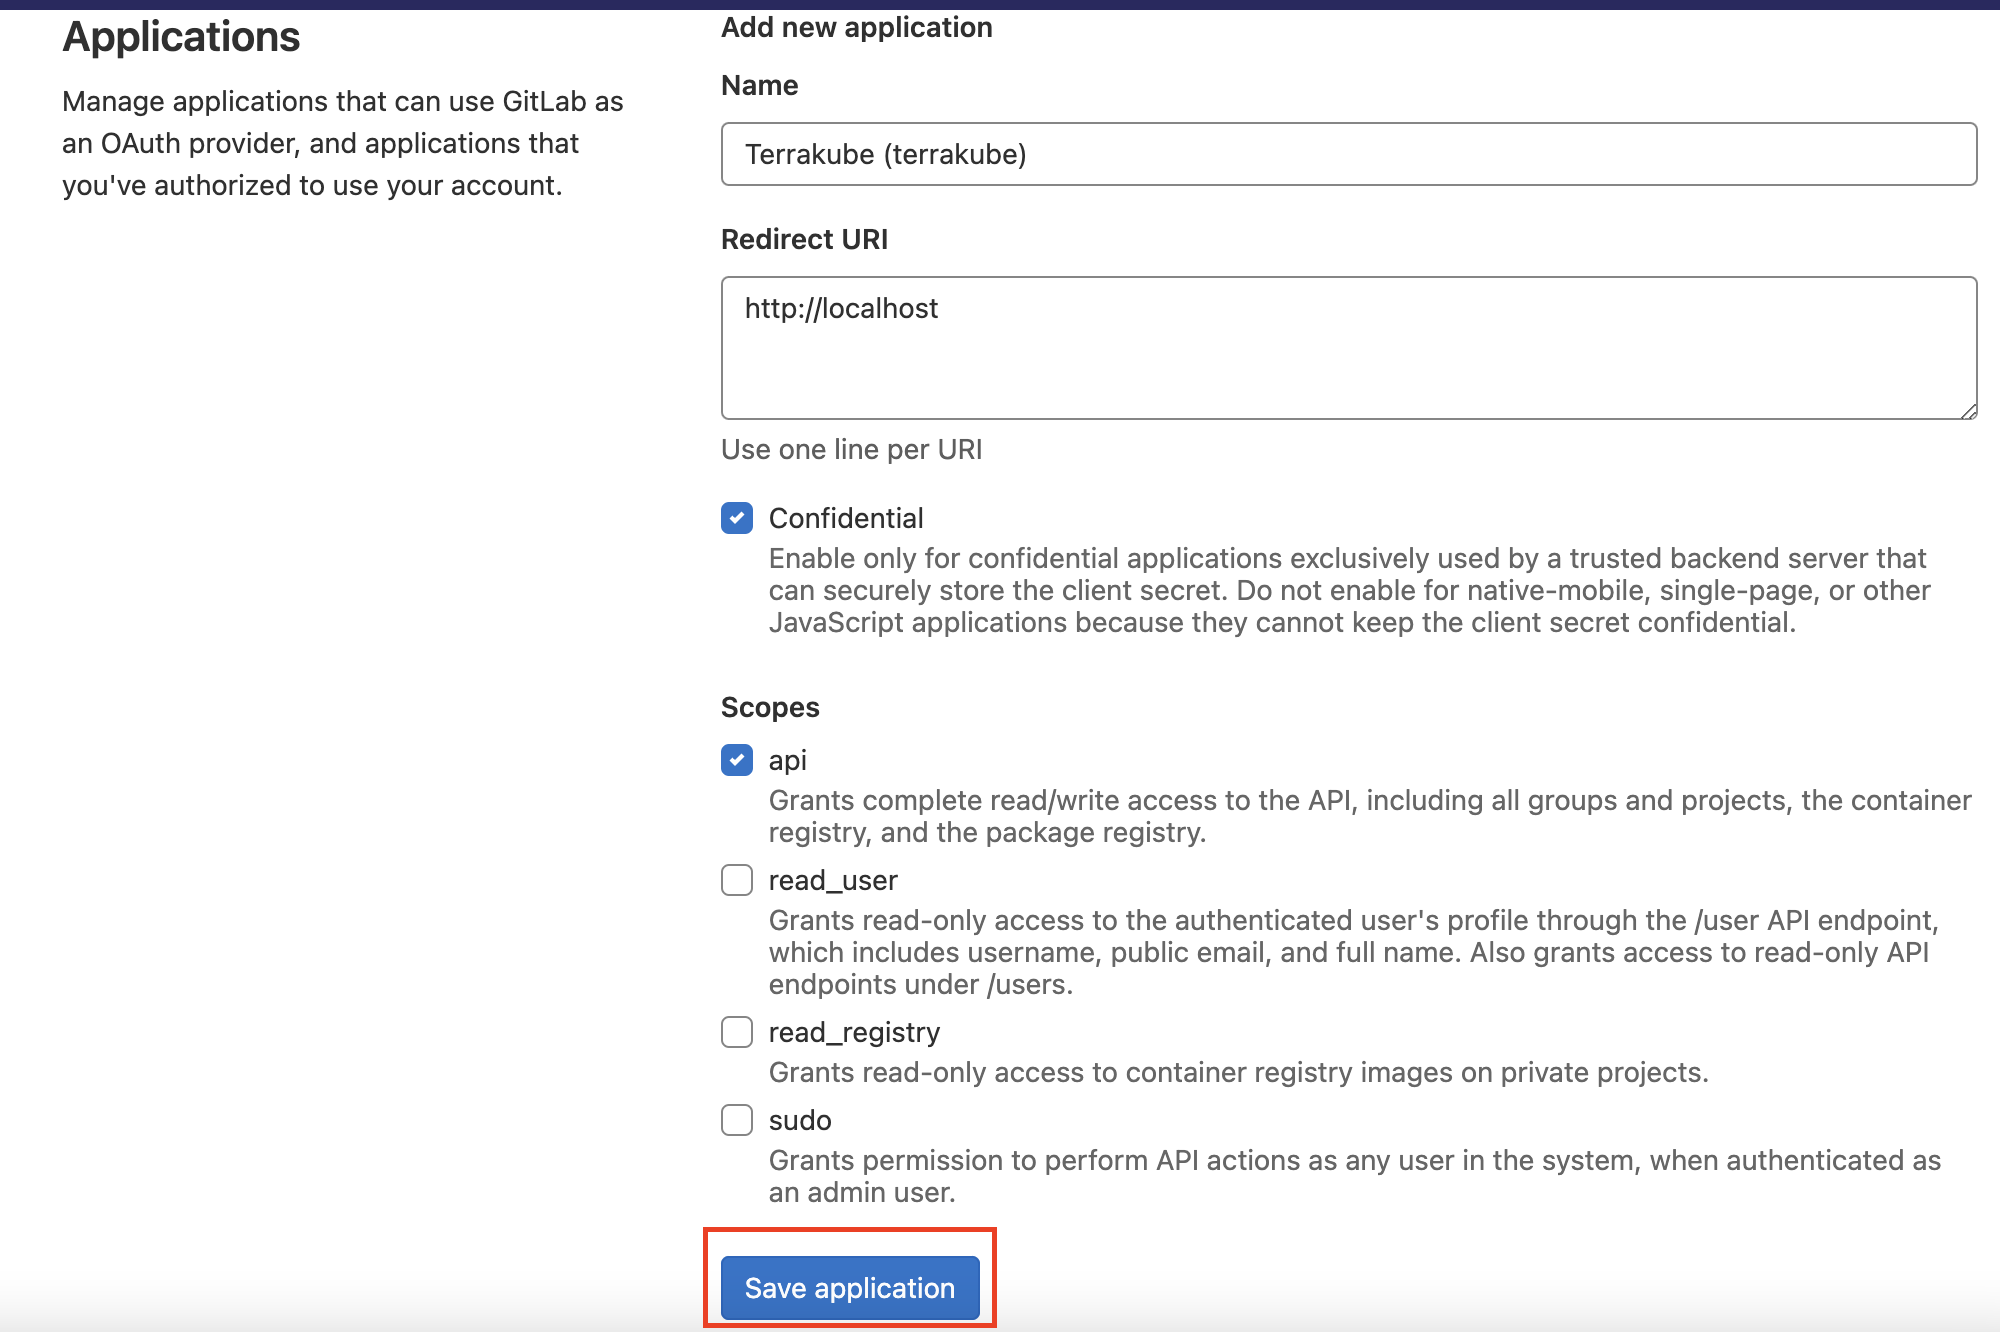 Applications
Manage applications that can use GitLab as
an OAuth provider, and applications that
you've authorized to use your account.
Add new application
Name
Terrakube (terrakube)
Redirect URI
http://localhost
Use one line per URI
Confidential
Enable only for confidential applications exclusively used by a trusted backend server that
can securely store the client secret. Do not enable for native-mobile, single-page, or other
JavaScript applications because they cannot keep the client secret confidential.
Scopes
api
Grants complete read/write access to the API, including all groups and projects, the container
registry, and the package registry.
read_user
Grants read-only access to the authenticated user's profile through the /user API endpoint,
which includes username, public email, and full name. Also grants access to read-only API
endpoints under /users.
read_registry
Grants read-only access to container registry images on private projects.
sudo
Grants permission to perform API actions as any user in the system, when authenticated as
an admin user.
Save application